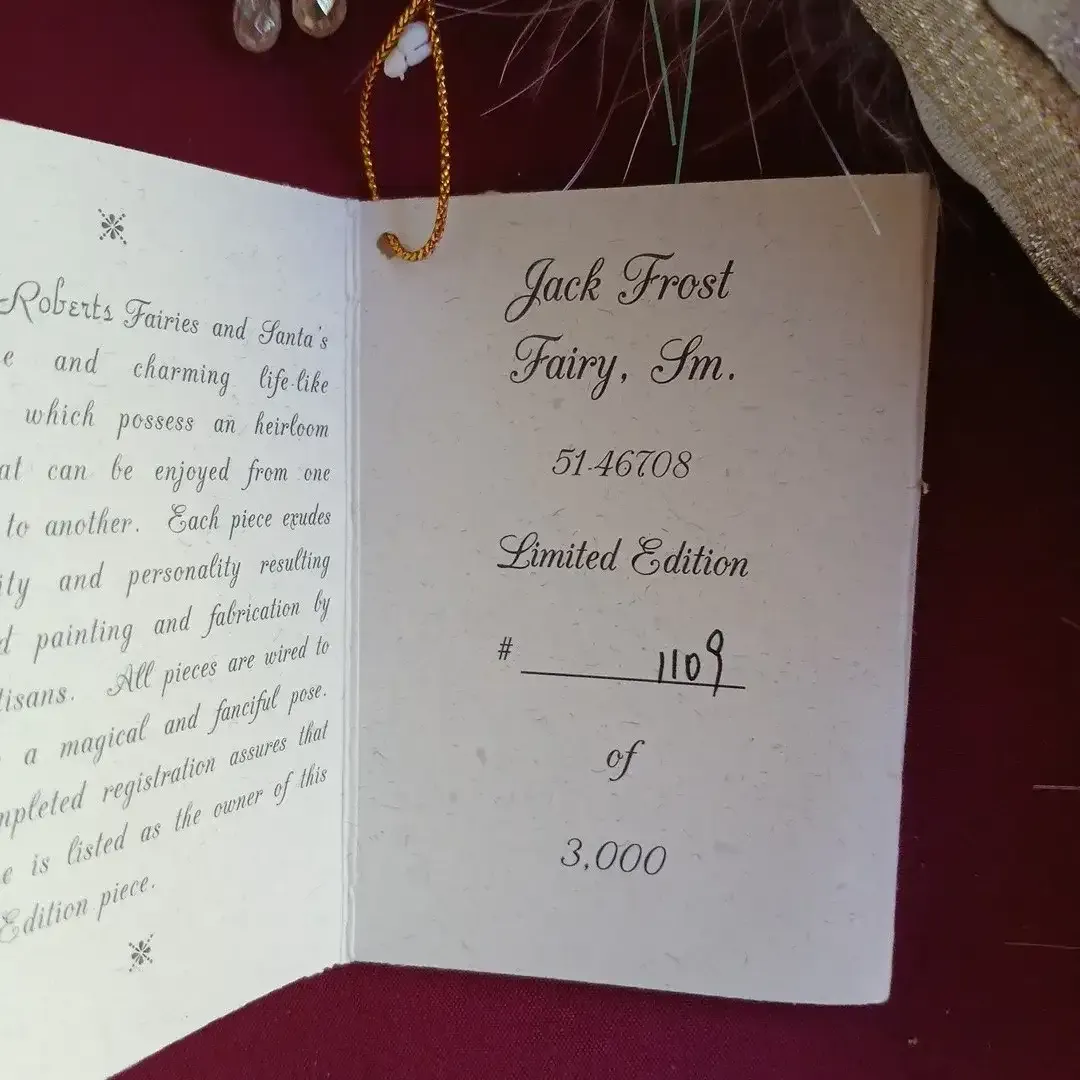 Roberts Fairies and Santa's
e and charming life-like
which possess an heirloom
at can be enjoyed from one
to another. Each piece exudes
ity and personality resulting
d painting and fabrication by
tisans. All pieces are wired to
a magical and fanciful pose.
mpleted registration assures that
e is listed as the owner of this
Edition piece.
Jack Frost
Fairy, Sm.
51-46708
Limited Edition
# 1109
of
3,000